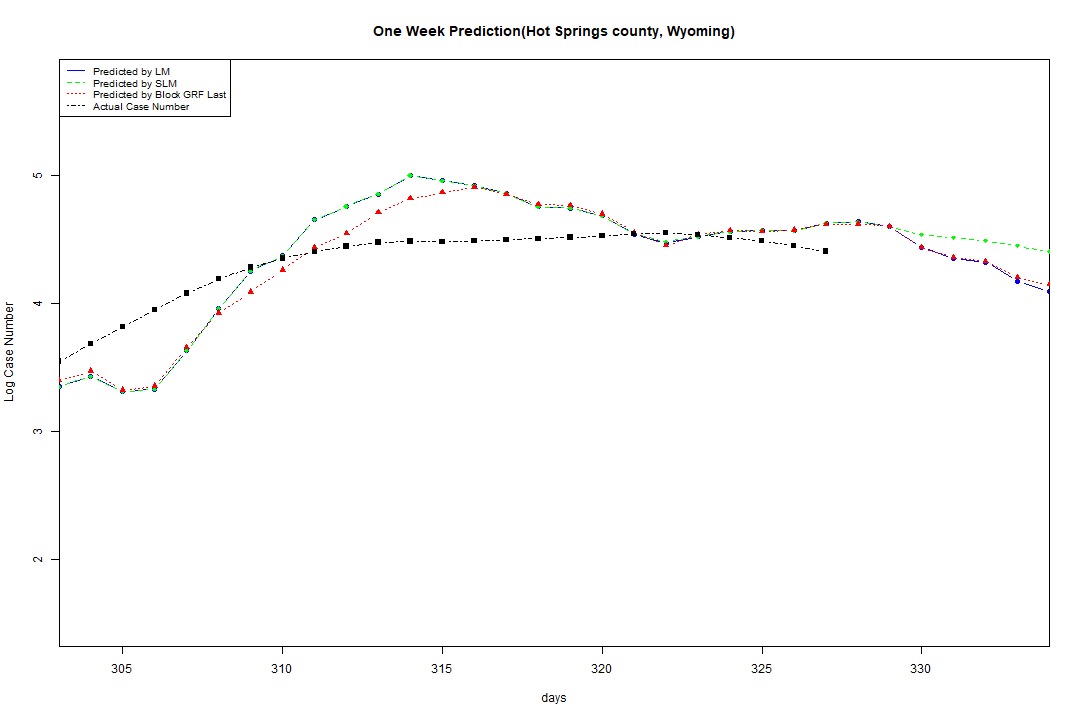 One Week Prediction(Hot Springs county, Wyoming)
Predicted by LM
Predicted by SLM
Predicted by Block GRF Last
Actual Case Number
5
4
3
2
Log Case Number
305 310 315 320 325 330
days